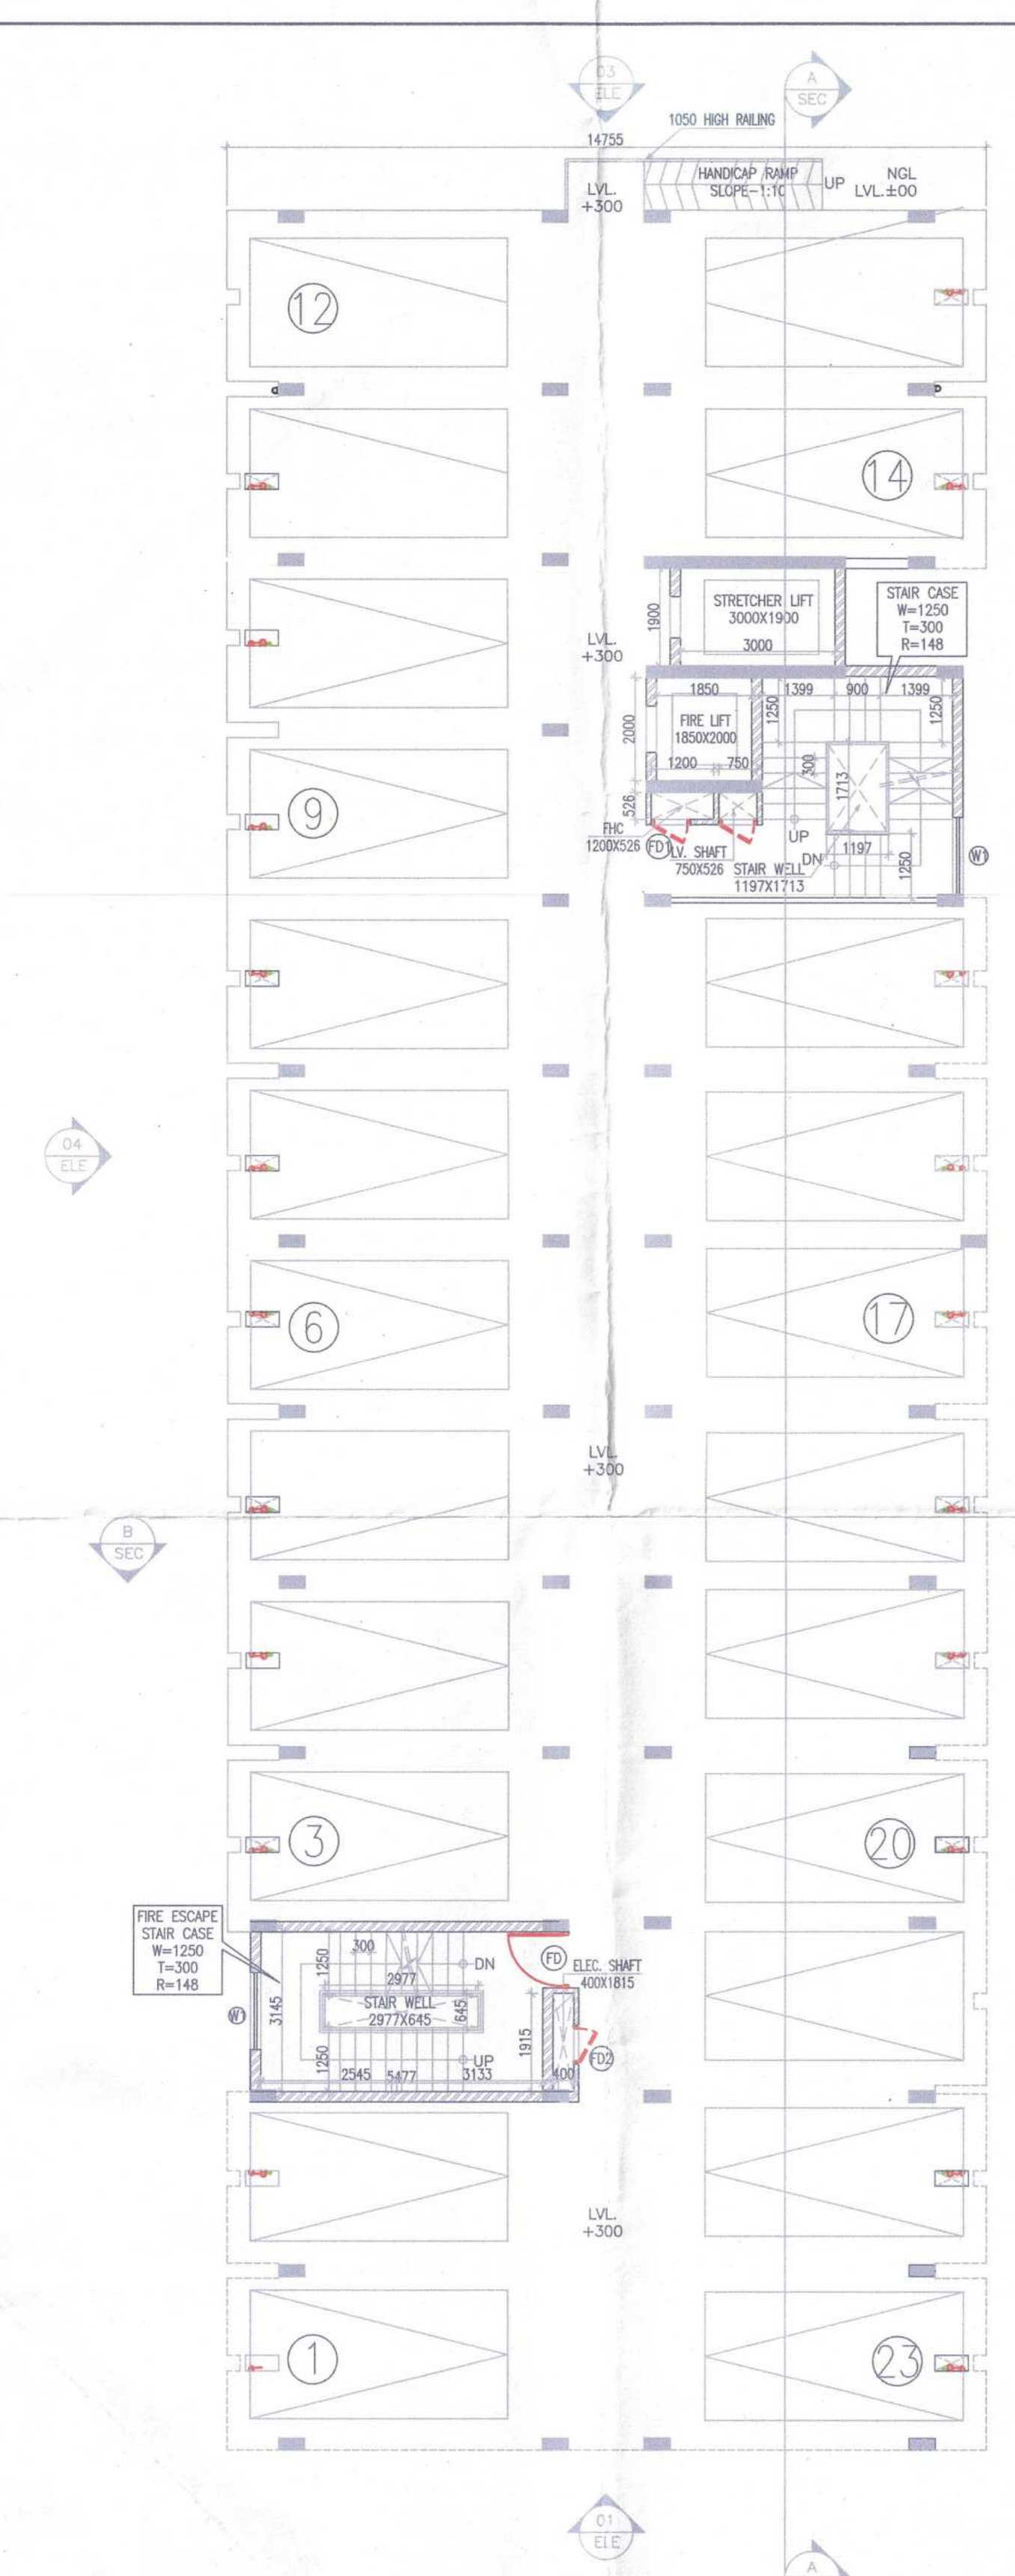 03
ELE
A
SEC
1050 HIGH RAILING
14755
HANDICAP RAMP
SLOPE-1:10
UP
NGL
LVL.±00
LVL.
+300
12
14
STRETCHER LIFT
3000X1900
3000
1900
STAIR CASE
W=1250
T=300
R=148
LVL.
+300
1850
1399
900
1399
1250
1250
2000
FIRE LIFT
1850X2000
1200
750
300
1713
526
FHC
1200X526
FD1
LV. SHAFT
750X526
UP
DN
1197
STAIR WELL
1197X1713
1250
W1
9
04
ELE
6
17
LVL.
+300
B
SEC
3
20
FIRE ESCAPE
STAIR CASE
W=1250
T=300
R=148
300
1250
DN
FD
ELEC. SHAFT
400X1815
2977
STAIR WELL
2977X645
645
3145
W1
1915
1250
UP
2545
5477
3133
400
FD2
LVL.
+300
1
23
01
ELE
A